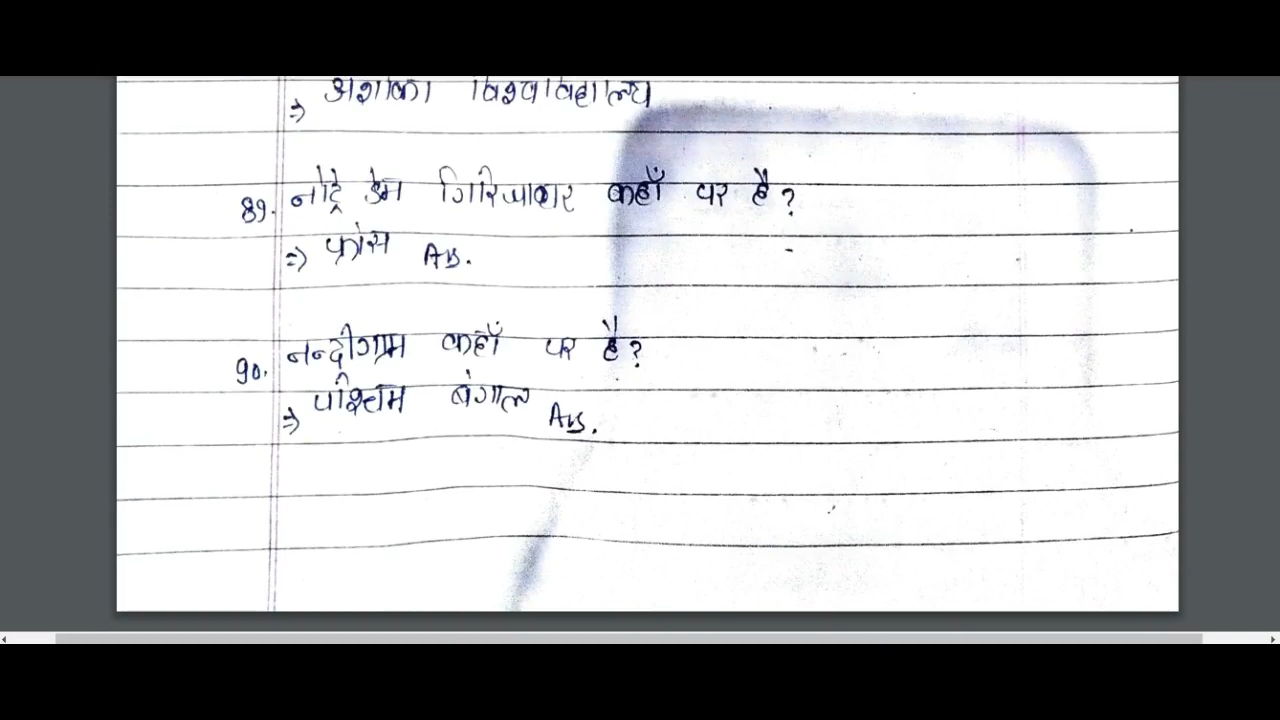 ⇒ अशोका विश्वविद्यालय
89. नोट्रे डेम गिरिजाघर कहाँ पर है?
⇒ फ्रांस Ans.
90. नन्दीग्राम कहाँ पर है?
⇒ पश्चिम बंगाल Ans.